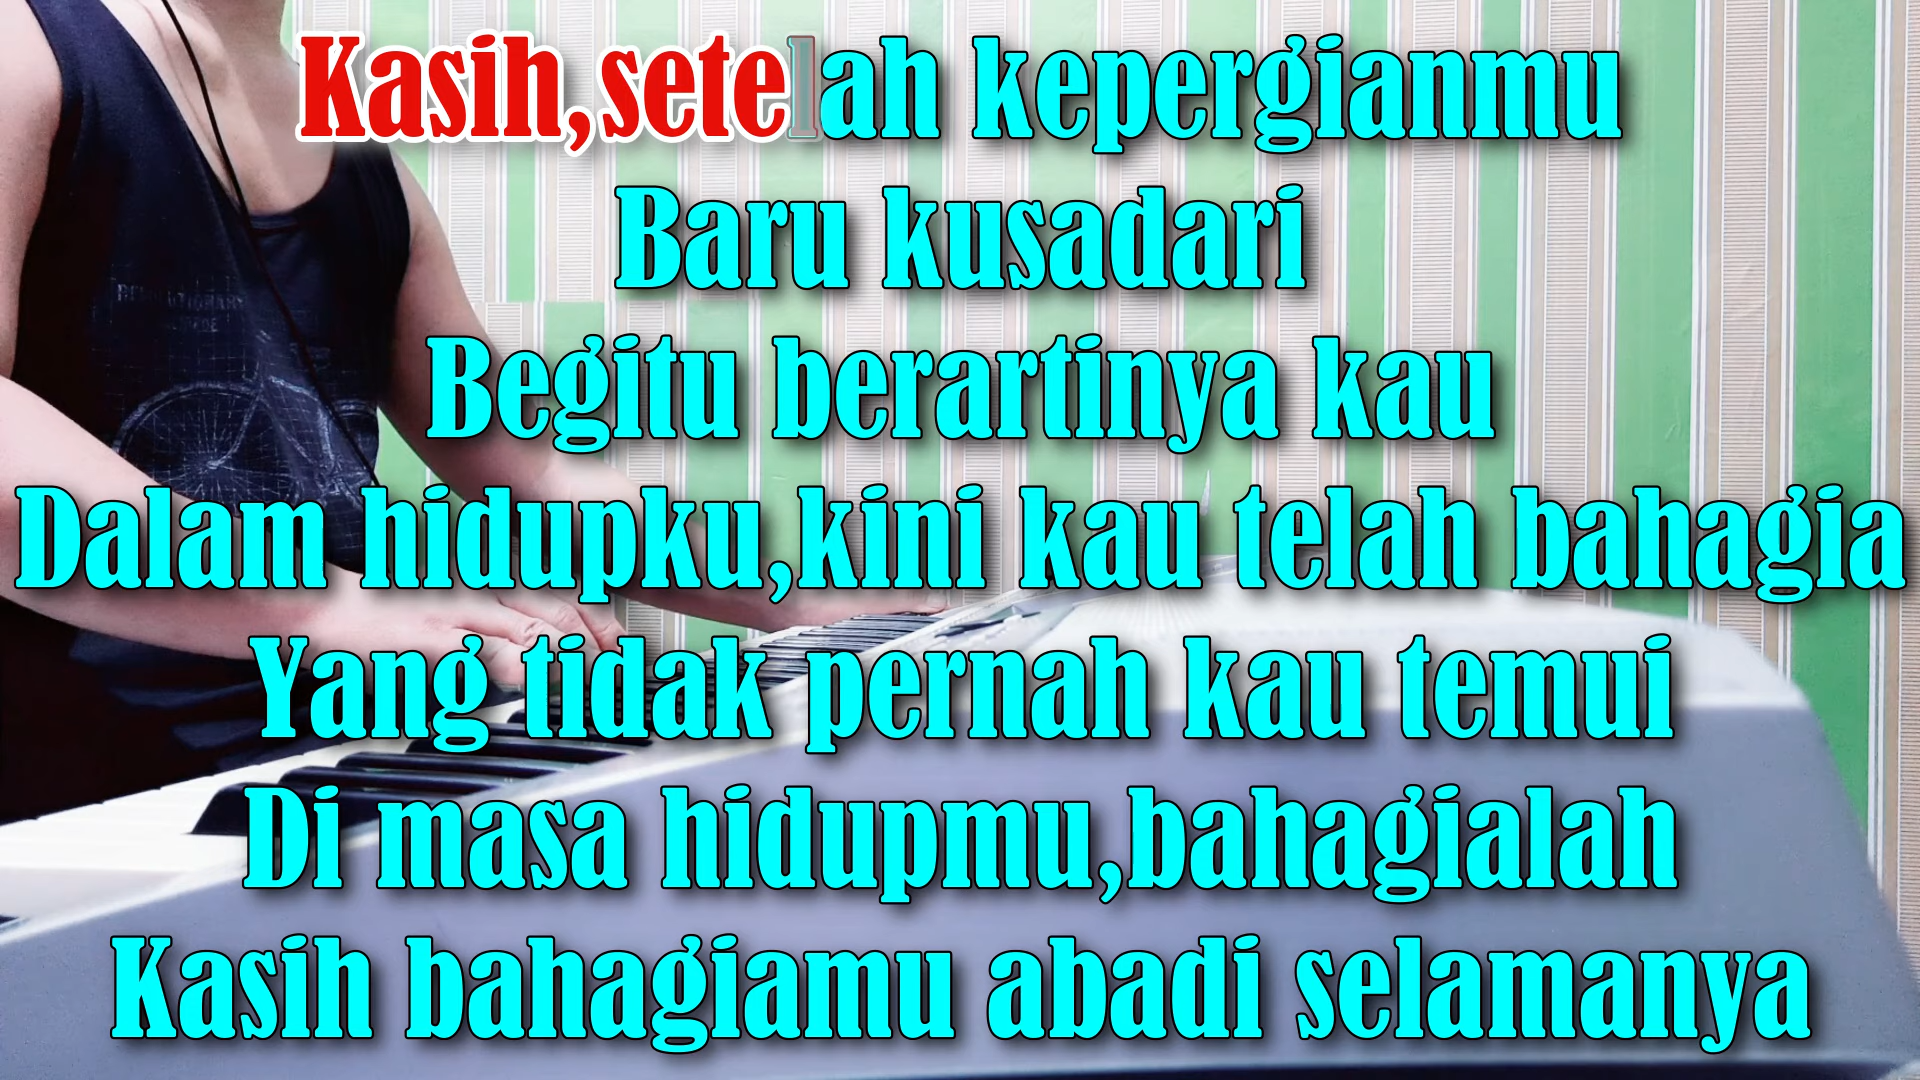 Kasih,setelah kepergianmu
Baru kusadari
Begitu berartinya kau
Dalam hidupku,kini kau telah bahagia
Yang tidak pernah kau temui
Di masa hidupmu,bahagialah
Kasih bahagiamu abadi selamanya
REVOLUTIONARY